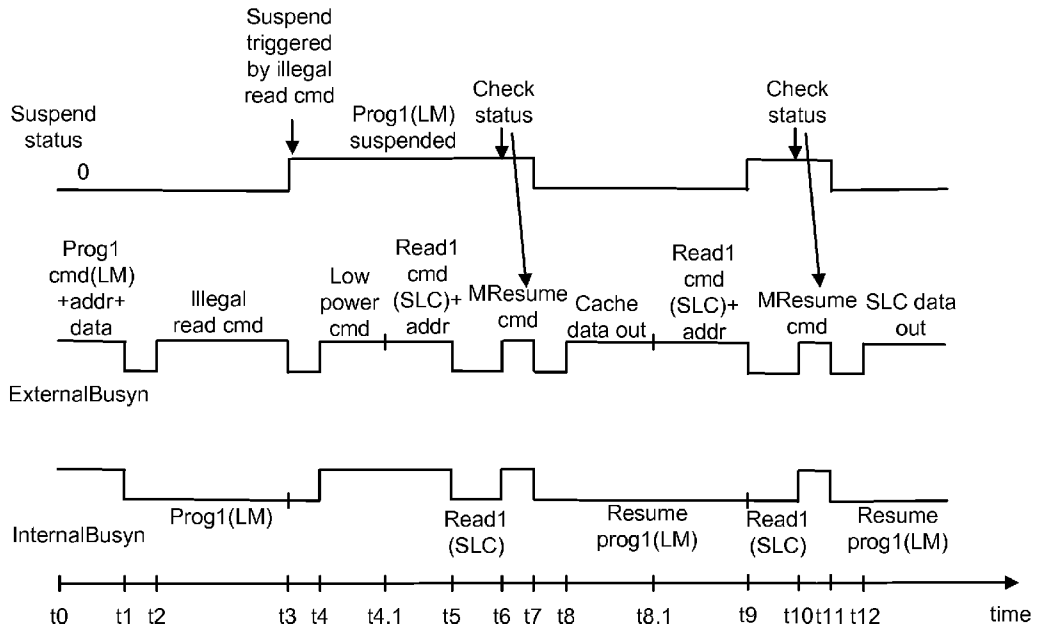 Suspend
triggered
by illegal
read cmd
Suspend
status
0
Prog1(LM)
suspended
Check
status
Check
status
Prog1
cmd(LM)
+addr+
data
Illegal
read cmd
Low
power
cmd
Read1
cmd
(SLC)+
addr
MResume
cmd
Cache
data out
Read1
cmd
(SLC)+
addr
MResume
cmd
SLC data
out
ExternalBusyn
Prog1(LM)
InternalBusyn
Read1
(SLC)
Resume
prog1(LM)
Read1
(SLC)
Resume
prog1(LM)
t0 t1 t2 t3 t4 t4.1 t5 t6 t7 t8 t8.1 t9 t10 t11 t12 time